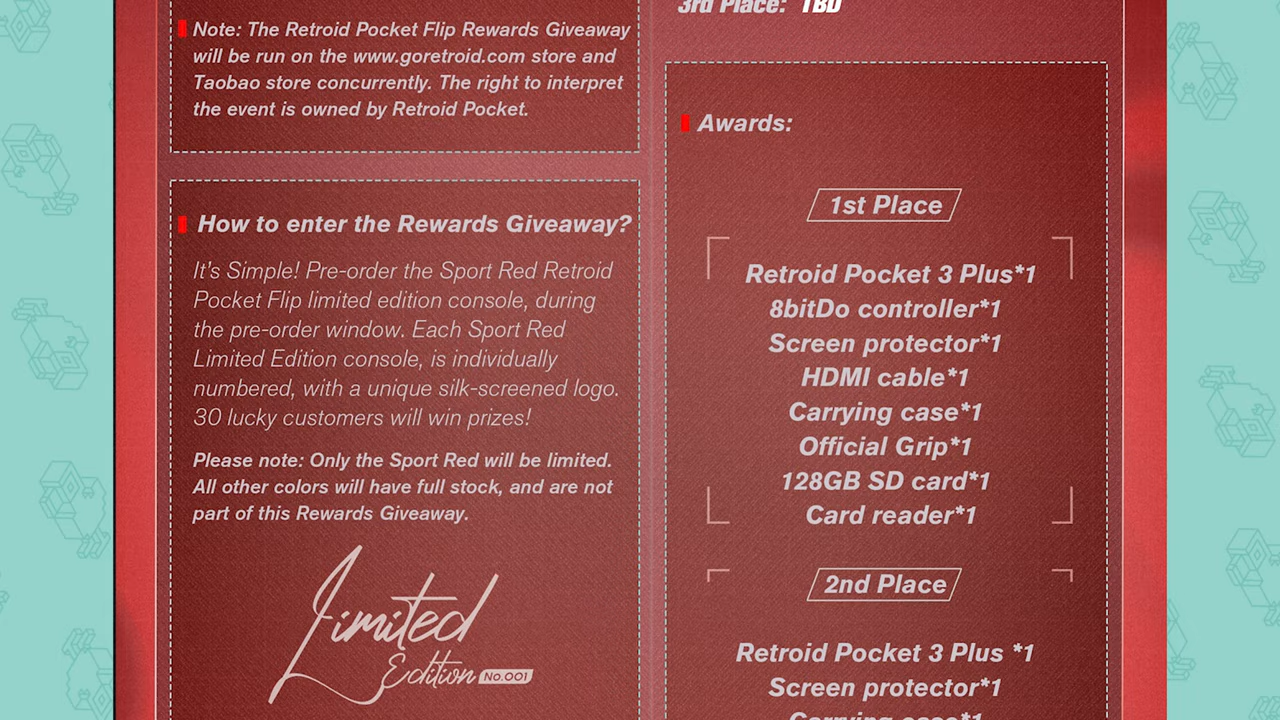 Note: The Retroid Pocket Flip Rewards Giveaway
will be run on the www.goretroid.com store and
Taobao store concurrently. The right to interpret
the event is owned by Retroid Pocket.
How to enter the Rewards Giveaway?
It's Simple! Pre-order the Sport Red Retroid
Pocket Flip limited edition console, during
the pre-order window. Each Sport Red
Limited Edition console, is individually
numbered, with a unique silk-screened logo.
30 lucky customers will win prizes!
Please note: Only the Sport Red will be limited.
All other colors will have full stock, and are not
part of this Rewards Giveaway.
Limited
Edition No.001
3rd Place: TBD
Awards:
1st Place
Retroid Pocket 3 Plus*1
8bitDo controller*1
Screen protector*1
HDMI cable*1
Carrying case*1
Official Grip*1
128GB SD card*1
Card reader*1
2nd Place
Retroid Pocket 3 Plus *1
Screen protector*1
Carrying case*1